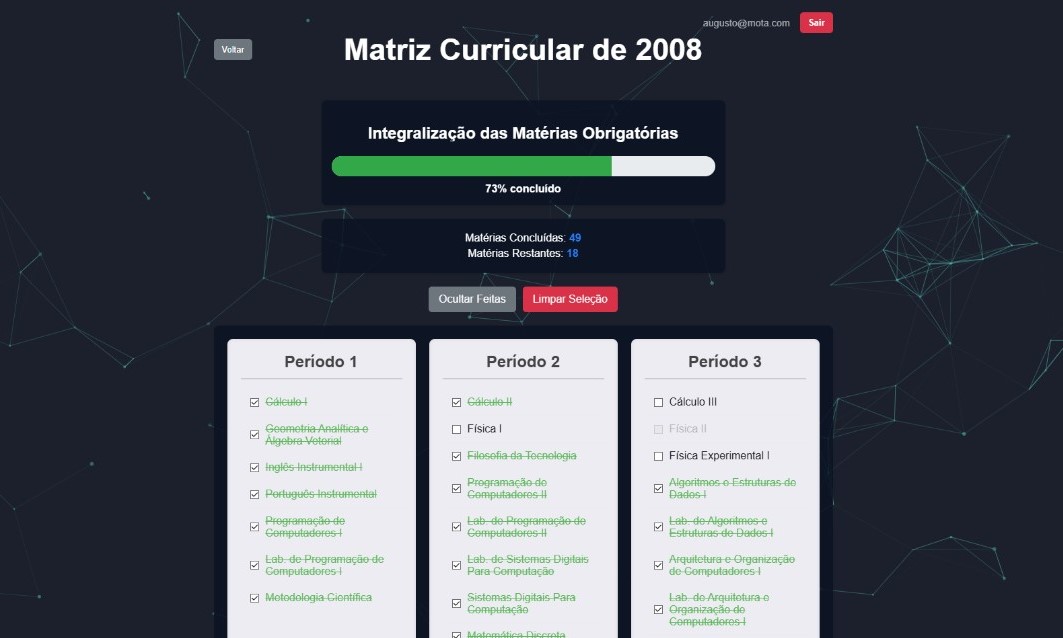 augusto@mota.com
Sair
Voltar
Matriz Curricular de 2008
Integralização das Matérias Obrigatórias
73% concluído
Matérias Concluídas: 49
Matérias Restantes: 18
Ocultar Feitas
Limpar Seleção
Período 1
Cálculo I
Geometria Analítica e
Álgebra Vetorial
Inglês Instrumental I
Português Instrumental
Programação de
Computadores I
Lab. de Programação de
Computadores I
Metodologia Científica
Período 2
Cálculo II
Física I
Filosofia da Tecnologia
Programação de
Computadores II
Lab. de Programação de
Computadores II
Lab. de Sistemas Digitais
Para Computação
Sistemas Digitais Para
Computação
Matemática Discreta
Período 3
Cálculo III
Física II
Física Experimental I
Algoritmos e Estruturas de
Dados I
Lab. de Algoritmos e
Estruturas de Dados I
Arquitetura e Organização
de Computadores I
Lab. de Arquitetura e
Organização de
Computadores I